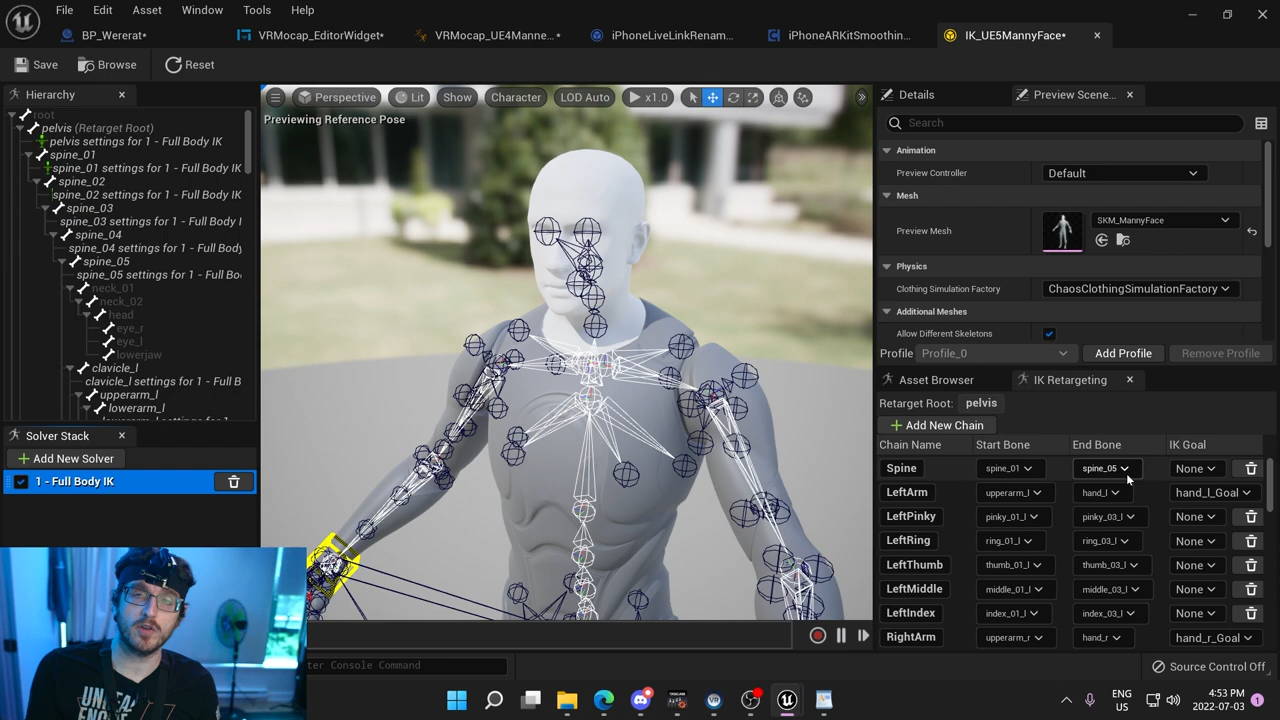 File Edit Asset Window Tools Help
BP_Wererat* VRMocap_EditorWidget* VRMocap_UE4Manne...* iPhoneLiveLinkRenam... iPhoneARKitSmoothin... IK_UE5MannyFace*
Save Browse Reset
Hierarchy
root
pelvis (Retarget Root)
pelvis settings for 1 - Full Body IK
spine_01
spine_01 settings for 1 - Full Body IK
spine_02
spine_02 settings for 1 - Full Body IK
spine_03
spine_03 settings for 1 - Full Body I
spine_04
spine_04 settings for 1 - Full Body
spine_05
spine_05 settings for 1 - Full Bo
neck_01
neck_02
head
eye_r
eye_l
lowerjaw
clavicle_l
clavicle_l settings for 1 - Full B
upperarm_l
lowerarm_l
Solver Stack
Add New Solver
1 - Full Body IK
Perspective Lit Show Character LOD Auto x1.0
Previewing Reference Pose
Details Preview Scene...
Search
Animation
Preview Controller Default
Mesh
Preview Mesh SKM_MannyFace
Physics
Clothing Simulation Factory ChaosClothingSimulationFactory
Additional Meshes
Allow Different Skeletons
Profile Profile_0 Add Profile Remove Profile
Asset Browser IK Retargeting
Retarget Root: pelvis
Add New Chain
Chain Name Start Bone End Bone IK Goal
Spine spine_01 spine_05 None
LeftArm upperarm_l hand_l hand_l_Goal
LeftPinky pinky_01_l pinky_03_l None
LeftRing ring_01_l ring_03_l None
LeftThumb thumb_01_l thumb_03_l None
LeftMiddle middle_01_l middle_03_l None
LeftIndex index_01_l index_03_l None
RightArm upperarm_r hand_r hand_r_Goal
ter Console Command
Source Control Off
ENG
US
4:53 PM
2022-07-03
1